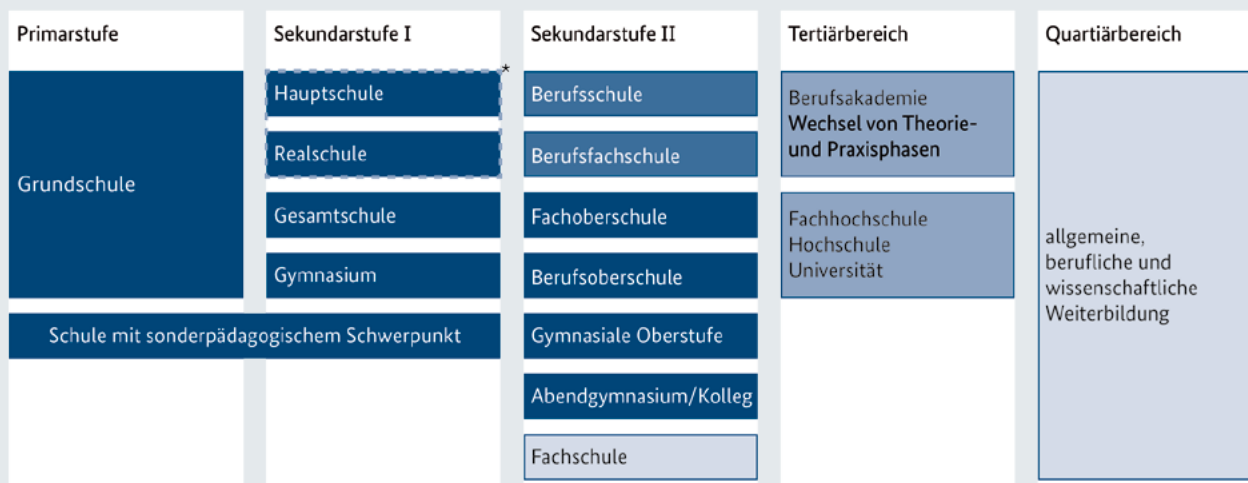 Primarstufe
Grundschule
Sekundarstufe I
*
Hauptschule
Realschule
Gesamtschule
Gymnasium
Schule mit sonderpädagogischem Schwerpunkt
Sekundarstufe II
Berufsschule
Berufsfachschule
Fachoberschule
Berufsoberschule
Gymnasiale Oberstufe
Abendgymnasium/Kolleg
Fachschule
Tertiärbereich
Berufsakademie
Wechsel von Theorie-
und Praxisphasen
Fachhochschule
Hochschule
Universität
Quartiärbereich
allgemeine,
berufliche und
wissenschaftliche
Weiterbildung